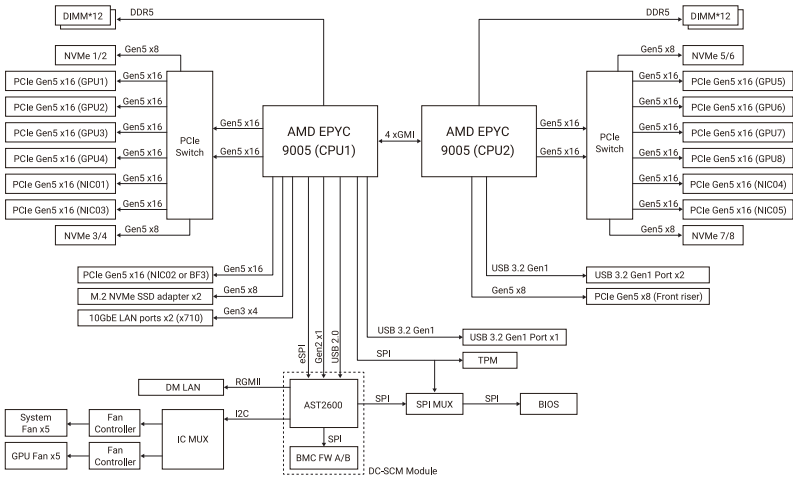 DIMM*12
DDR5
DDR5
DIMM*12
NVMe 1/2
Gen5 x8
Gen5 x8
NVMe 5/6
PCIe Gen5 x16 (GPU1)
Gen5 x16
Gen5 x16
PCIe Gen5 x16 (GPU5)
PCIe Gen5 x16 (GPU2)
Gen5 x16
Gen5 x16
PCIe Gen5 x16 (GPU6)
PCIe Gen5 x16 (GPU3)
Gen5 x16
Gen5 x16
PCIe Gen5 x16 (GPU7)
PCIe Gen5 x16 (GPU4)
Gen5 x16
Gen5 x16
PCIe Gen5 x16 (GPU8)
PCIe Gen5 x16 (NIC01)
Gen5 x16
Gen5 x16
PCIe Gen5 x16 (NIC04)
PCIe Gen5 x16 (NIC03)
Gen5 x16
Gen5 x16
PCIe Gen5 x16 (NIC05)
NVMe 3/4
Gen5 x8
Gen5 x8
NVMe 7/8
PCIe
Switch
Gen5 x16
Gen5 x16
AMD EPYC
9005 (CPU1)
4 xGMI
AMD EPYC
9005 (CPU2)
Gen5 x16
Gen5 x16
PCIe
Switch
PCIe Gen5 x16 (NIC02 or BF3)
Gen5 x16
USB 3.2 Gen1
USB 3.2 Gen1 Port x2
M.2 NVMe SSD adapter x2
Gen5 x8
Gen5 x8
PCIe Gen5 x8 (Front riser)
10GbE LAN ports x2 (x710)
Gen3 x4
eSPI
Gen2 x1
USB 2.0
USB 3.2 Gen1
USB 3.2 Gen1 Port x1
SPI
TPM
DM LAN
RGMII
AST2600
SPI
SPI MUX
SPI
BIOS
I2C
System
Fan x5
Fan
Controller
IC MUX
GPU Fan x5
Fan
Controller
SPI
BMC FW A/B
DC-SCM Module